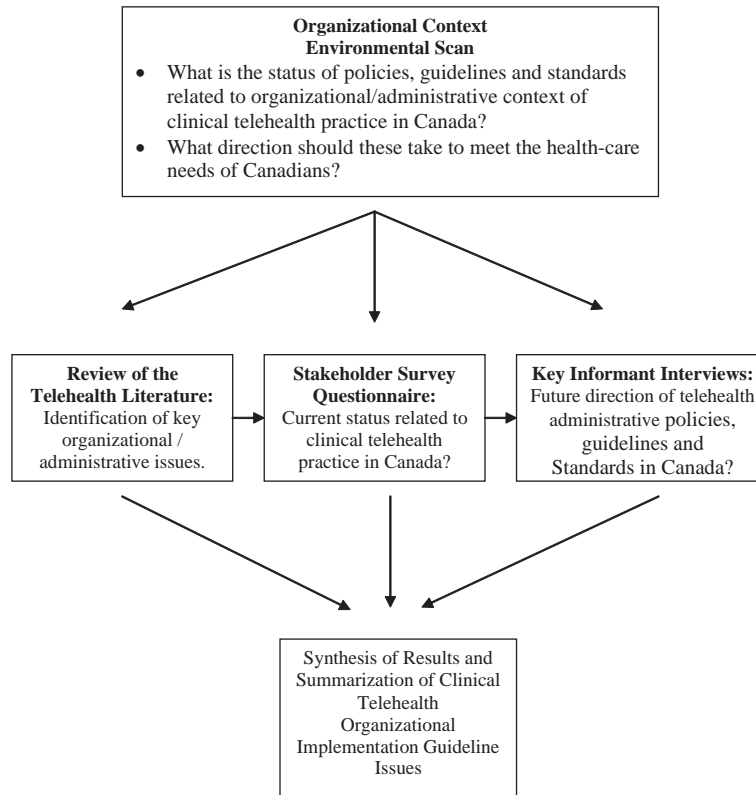 Organizational Context
Environmental Scan
• What is the status of policies, guidelines and standards
related to organizational/administrative context of
clinical telehealth practice in Canada?
• What direction should these take to meet the health-care
needs of Canadians?
Review of the
Telehealth Literature:
Identification of key
organizational /
administrative issues.
Stakeholder Survey
Questionnaire:
Current status related to
clinical telehealth
practice in Canada?
Key Informant Interviews:
Future direction of telehealth
administrative policies,
guidelines and
Standards in Canada?
Synthesis of Results and
Summarization of Clinical
Telehealth
Organizational
Implementation Guideline
Issues